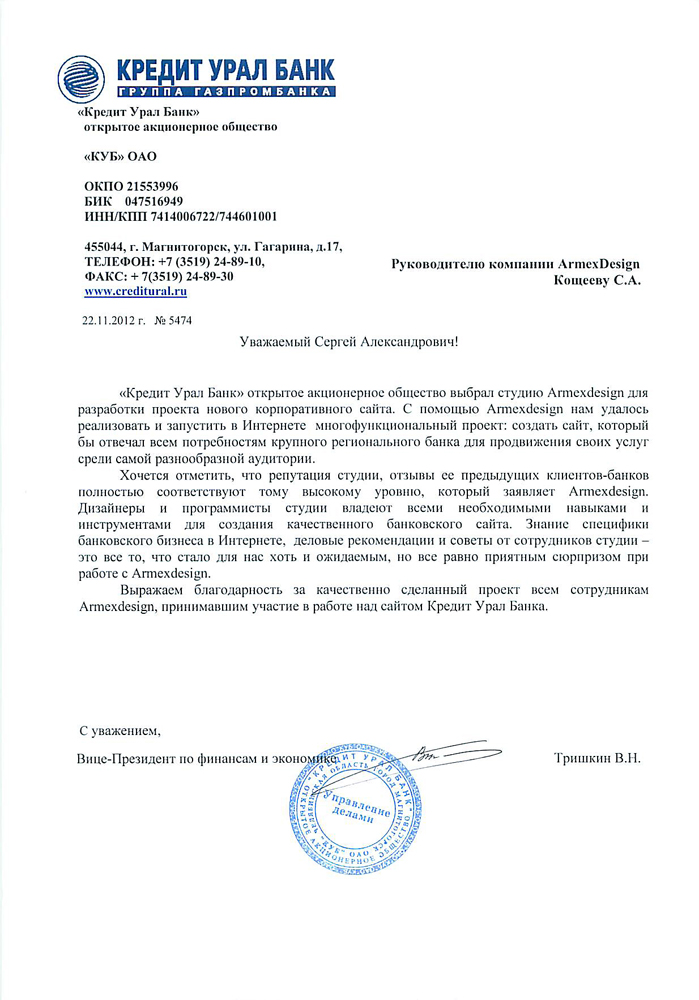 КРЕДИТ УРАЛ БАНК
ГРУППА ГАЗПРОМБАНКА
«Кредит Урал Банк»
открытое акционерное общество
«КУБ» ОАО
ОКПО 21553996
БИК 047516949
ИНН/КПП 7414006722/744601001
455044, г. Магнитогорск, ул. Гагарина, д.17,
ТЕЛЕФОН: +7 (3519) 24-89-10,
ФАКС: + 7(3519) 24-89-30
www.creditural.ru
Руководителю компании ArmexDesign
Кощееву С.А.
22.11.2012 г. № 5474
Уважаемый Сергей Александрович!
«Кредит Урал Банк» открытое акционерное общество выбрал студию Armexdesign для
разработки проекта нового корпоративного сайта. С помощью Armexdesign нам удалось
реализовать и запустить в Интернете многофункциональный проект: создать сайт, который
бы отвечал всем потребностям крупного регионального банка для продвижения своих услуг
среди самой разнообразной аудитории.
Хочется отметить, что репутация студии, отзывы ее предыдущих клиентов-банков
полностью соответствуют тому высокому уровню, который заявляет Armexdesign.
Дизайнеры и программисты студии владеют всеми необходимыми навыками и
инструментами для создания качественного банковского сайта. Знание специфики
банковского бизнеса в Интернете, деловые рекомендации и советы от сотрудников студии –
это все то, что стало для нас хоть и ожидаемым, но все равно приятным сюрпризом при
работе с Armexdesign.
Выражаем благодарность за качественно сделанный проект всем сотрудникам
Armexdesign, принимавшим участие в работе над сайтом Кредит Урал Банка.
С уважением,
Вице-Президент по финансам и экономике
Тришкин В.Н.
"КРЕДИТ УРАЛ БАНК"
ОТКРЫТОЕ АКЦИОНЕРНОЕ ОБЩЕСТВО
ЧЕЛЯБИНСКАЯ ОБЛАСТЬ ГОРОД МАГНИТОГОРСК
"КУБ" ОАО
Управление
делами